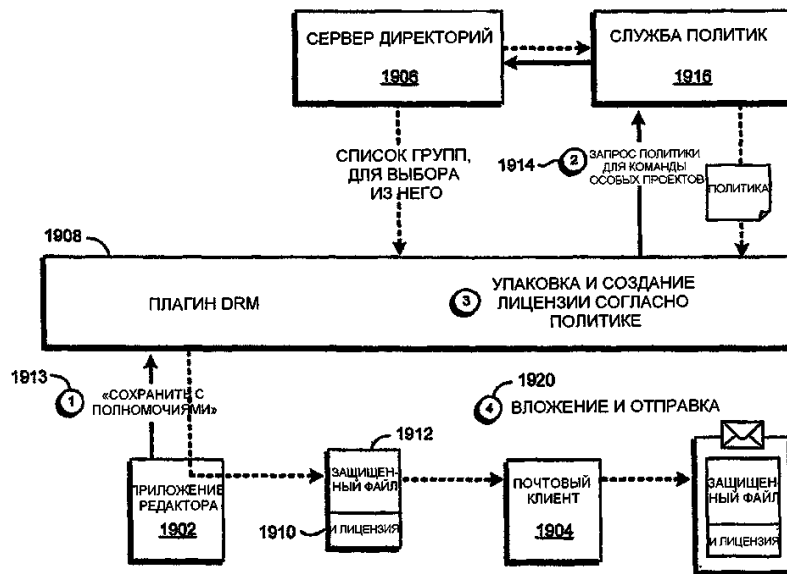 СЕРВЕР ДИРЕКТОРИЙ
1906
СЛУЖБА ПОЛИТИК
1916
СПИСОК ГРУПП,
ДЛЯ ВЫБОРА
ИЗ НЕГО
1914
2
ЗАПРОС ПОЛИТИКИ
ДЛЯ КОМАНДЫ
ОСОБЫХ ПРОЕКТОВ
ПОЛИТИКА
1908
ПЛАГИН DRM
3
УПАКОВКА И СОЗДАНИЕ
ЛИЦЕНЗИИ СОГЛАСНО
ПОЛИТИКЕ
1913
1
«СОХРАНИТЬ С
ПОЛНОМОЧИЯМИ»
1920
4
ВЛОЖЕНИЕ И ОТПРАВКА
ПРИЛОЖЕНИЕ
РЕДАКТОРА
1902
1912
ЗАЩИЩЕН-
НЫЙ ФАЙЛ
1910
И ЛИЦЕНЗИЯ
ПОЧТОВЫЙ
КЛИЕНТ
1904
ЗАЩИЩЕН-
НЫЙ ФАЙЛ
И ЛИЦЕНЗИЯ